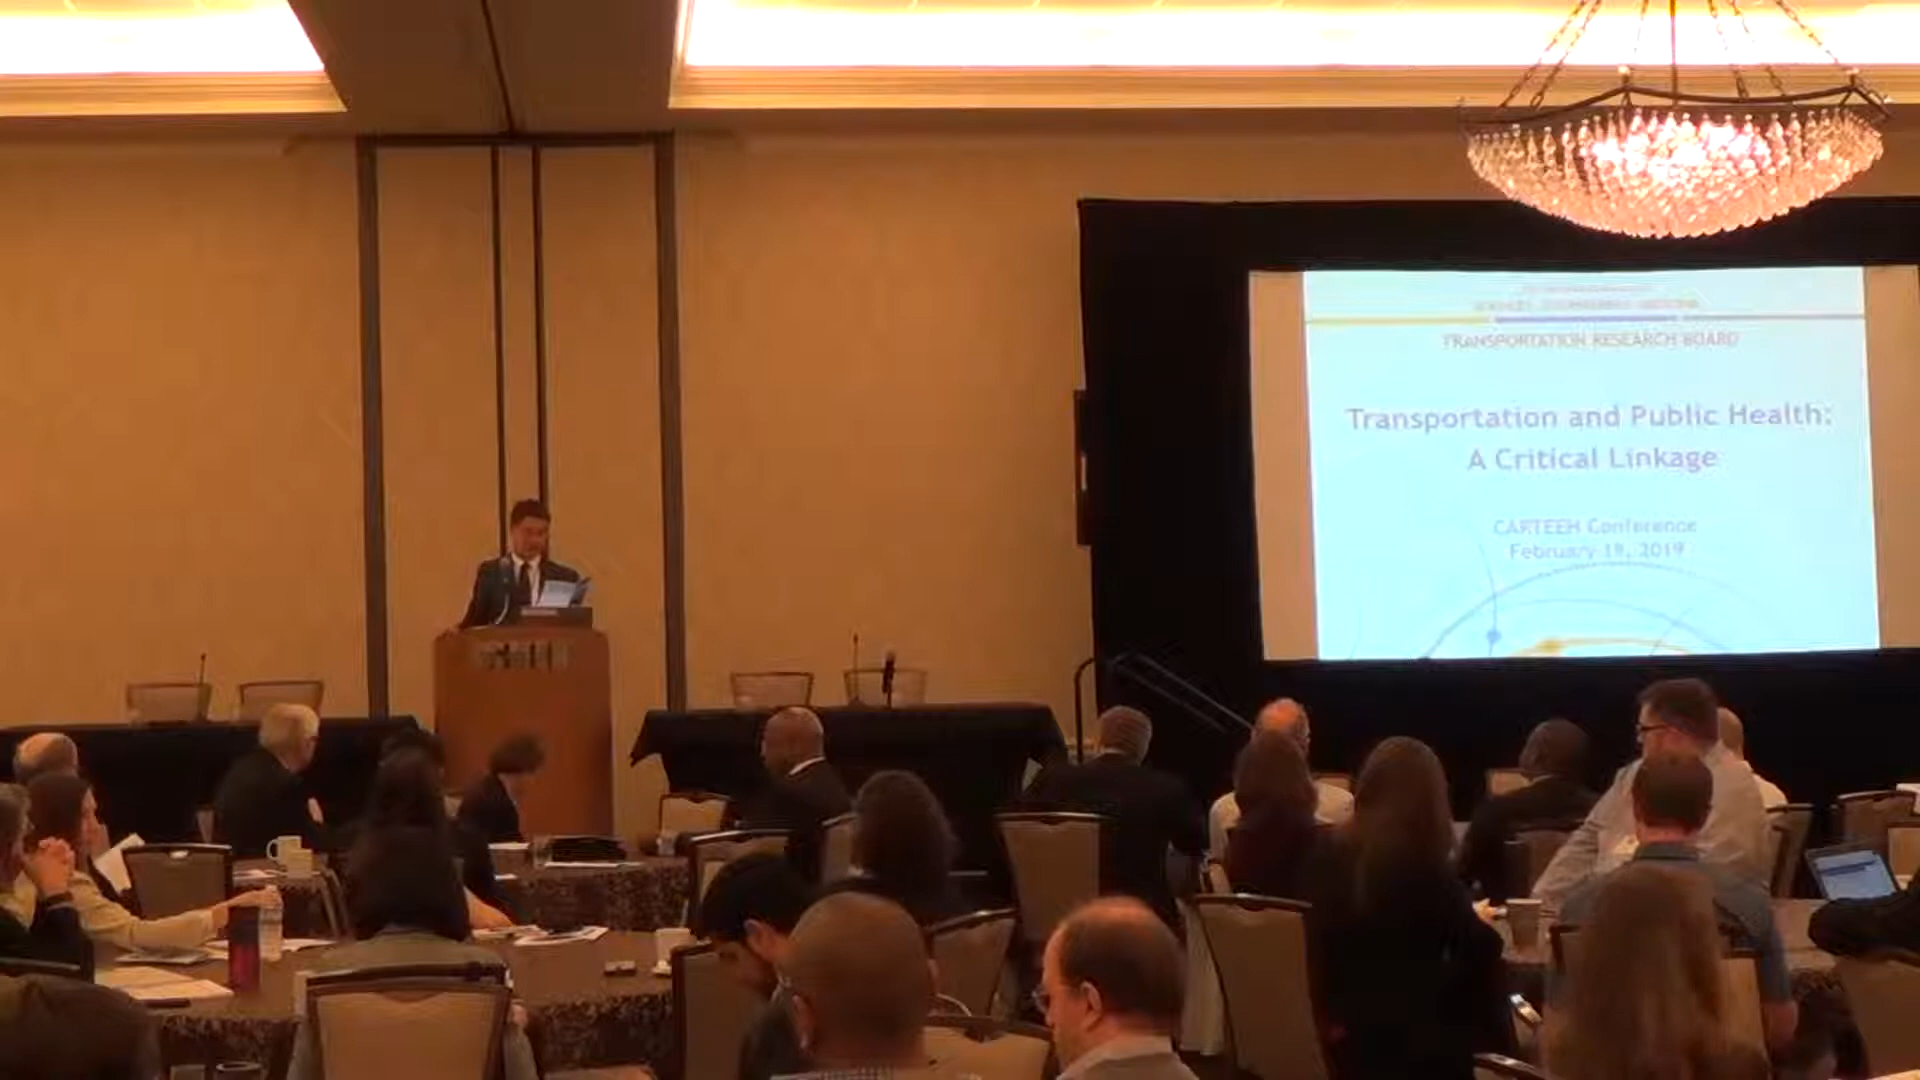 TRANSPORTATION RESEARCH BOARD
Transportation and Public Health:
A Critical Linkage
CARTEEH Conference
February 19, 2019